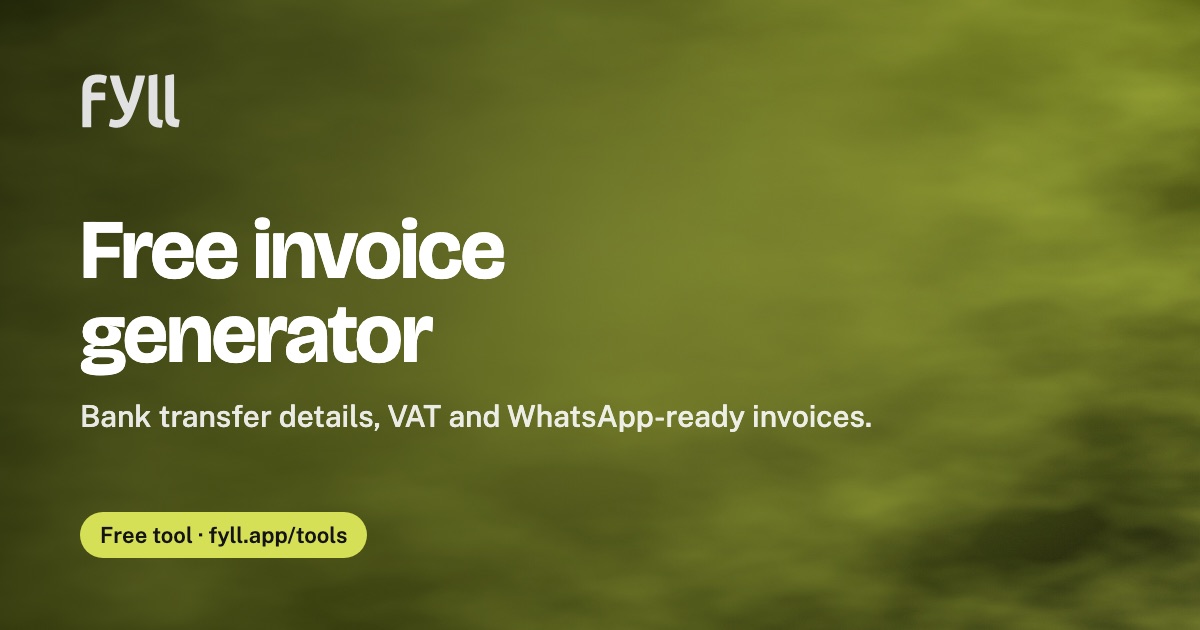 fyll
Free invoice
generator
Bank transfer details, VAT and WhatsApp-ready invoices.
Free tool · fyll.app/tools